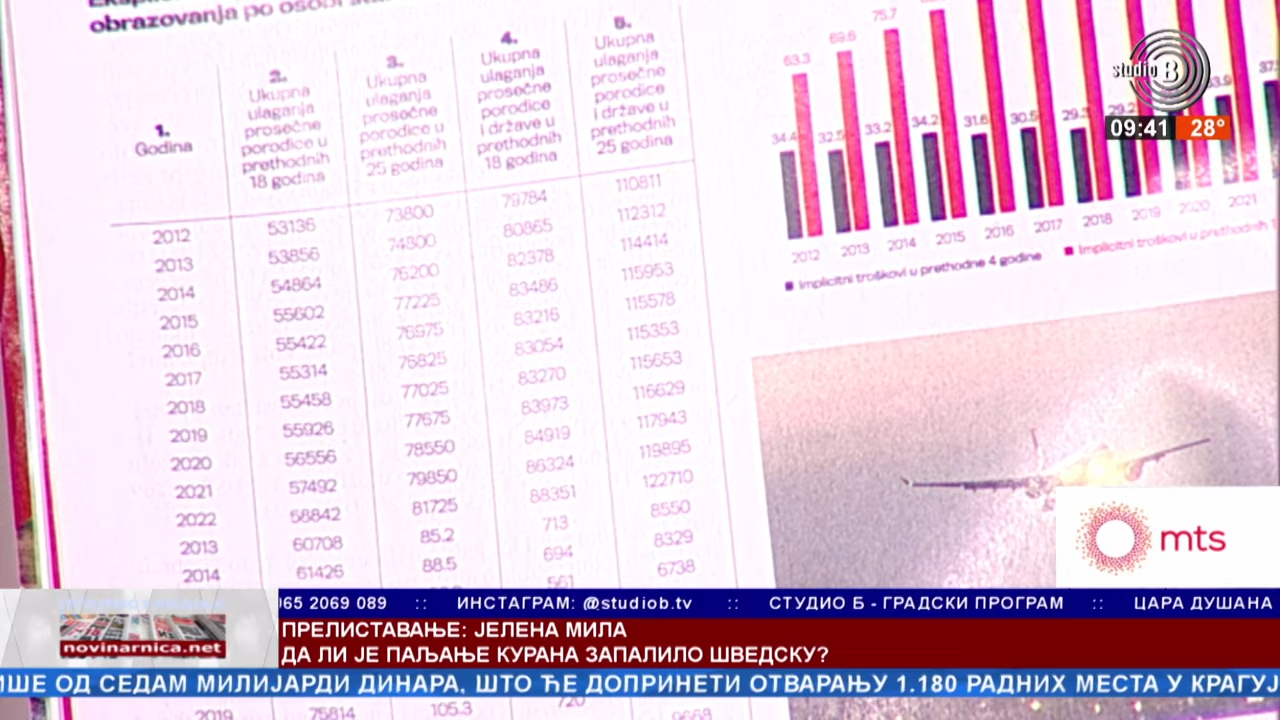 obrazovanja po osobi
1.
Godina
2.
Ukupna
ulaganja
prosečne
porodice u
prethodnih
18 godina
3.
Ukupna
ulaganja
prosečne
porodice u
prethodnih
25 godina
4.
Ukupna
ulaganja
prosečne
porodice
i države u
prethodnih
18 godina
5.
Ukupna
ulaganja
prosečne
porodice
i države u
prethodnih
25 godina
2012 53136 73800 79784 110811
2013 53856 74800 80865 112312
2014 54864 76200 82378 114414
2015 55602 77225 83486 115953
2016 55422 76975 83216 115578
2017 55314 76825 83054 115353
2018 55458 77025 83270 115653
2019 55926 77675 83973 116629
2020 56556 78550 84919 117943
2021 57492 79850 86324 119895
2022 58842 81725 88351 122710
2013 60708 85.2 713 8550
2014 61426 88.5 694 8329
561 6738
2019 75814 105.3 720 9668
63.3 69.6 75.7
34.4 32.5 33.2 34.2 31.6 30.5 29. 29.2
2012 2013 2014 2015 2016 2017 2018 2019 2020 2021
Implicitni troškovi u prethodne 4 godine Implicitni troškovi u prethodnih
studio B
09:41 28°
mts
novinarnica.net
065 2069 089 :: ИНСТАГРАМ: @studiob.tv :: СТУДИО Б - ГРАДСКИ ПРОГРАМ :: ЦАРА ДУШАНА
ПРЕЛИСТАВАЊЕ: ЈЕЛЕНА МИЛА
ДА ЛИ ЈЕ ПАЉАЊЕ КУРАНА ЗАПАЛИЛО ШВЕДСКУ?
ИШЕ ОД СЕДАМ МИЛИЈАРДИ ДИНАРА, ШТО ЋЕ ДОПРИНЕТИ ОТВАРАЊУ 1.180 РАДНИХ МЕСТА У КРАГУЈ